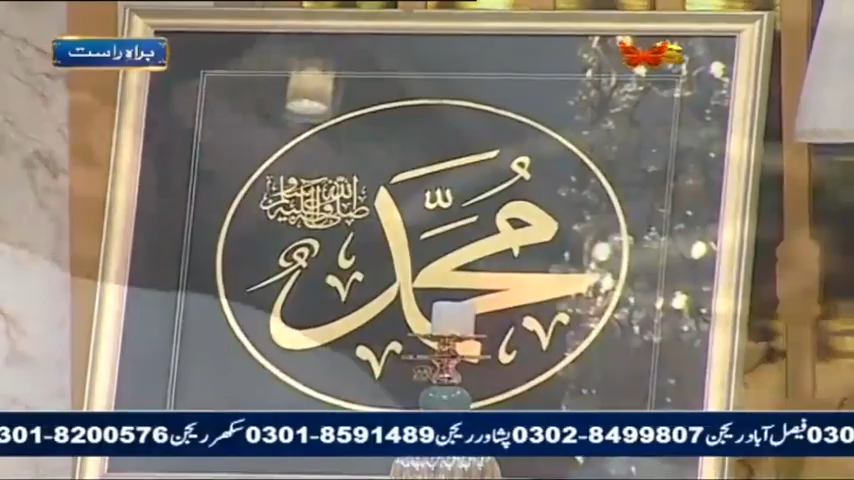 براہِ راست
صلى الله عليه وسلم
محمد
0301-8200576 سکھر ریجن 0301-8591489 پشاور ریجن 0302-8499807 فیصل آباد ریجن 030